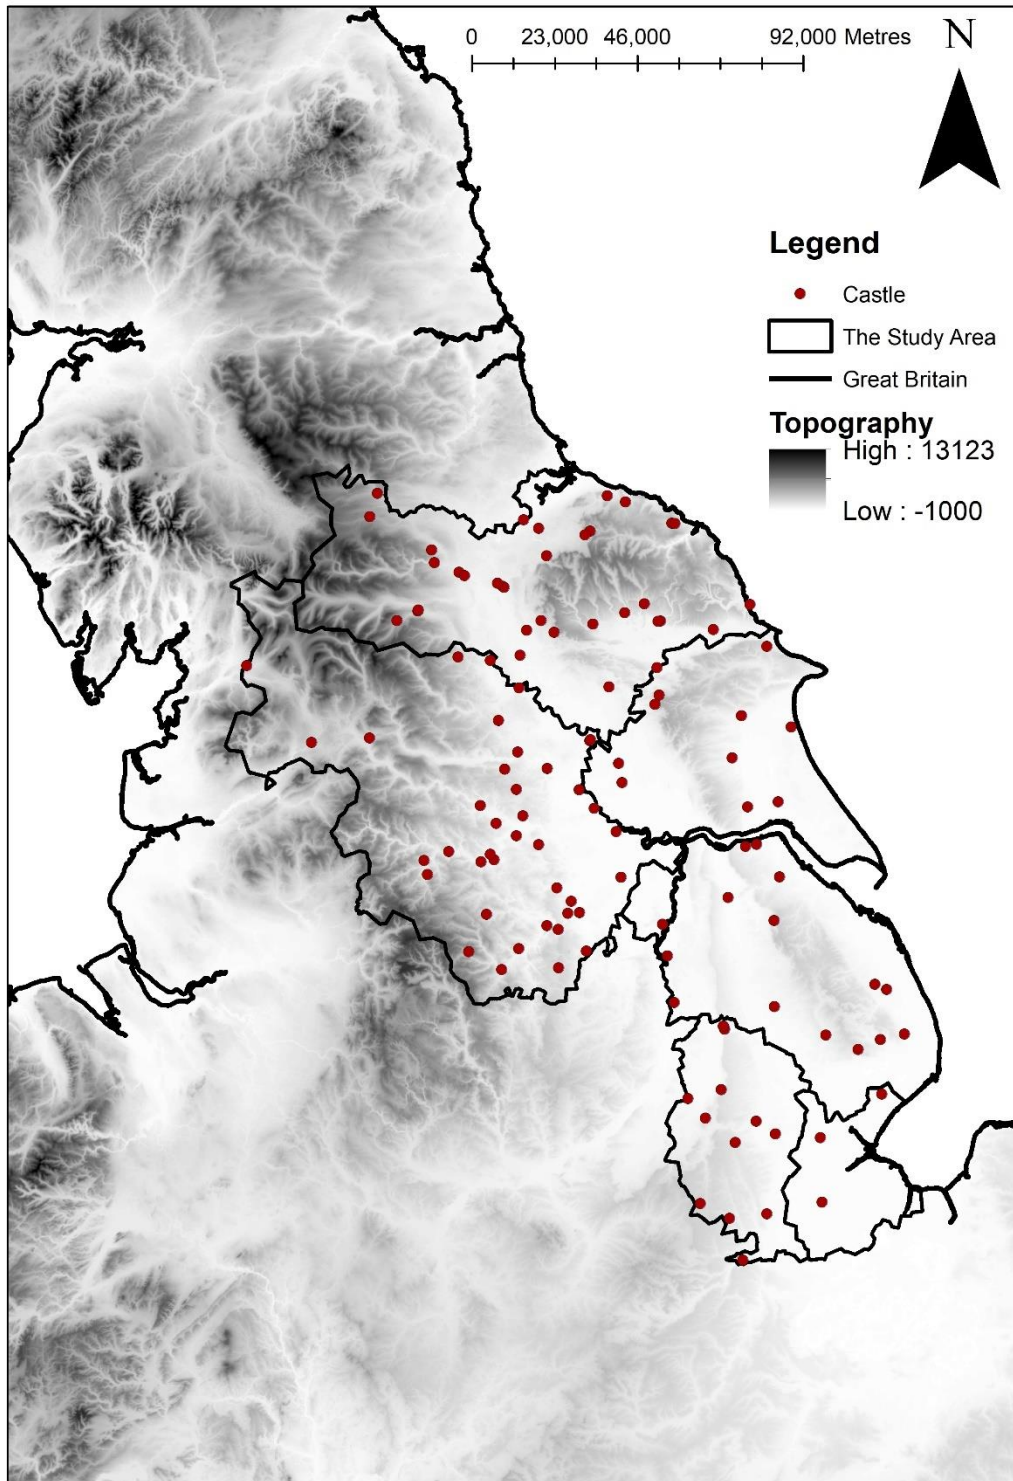 0 23,000 46,000 92,000 Metres
N
Legend
Castle
The Study Area
Great Britain
Topography
High : 13123
Low : -1000